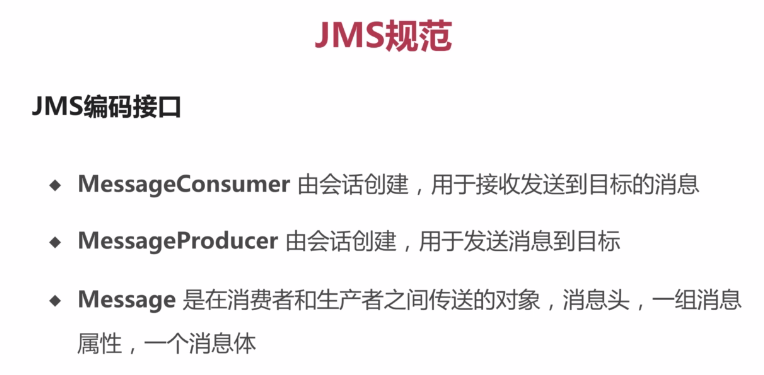 JMS规范
JMS编码接口
◆ MessageConsumer 由会话创建，用于接收发送到目标的消息
◆ MessageProducer 由会话创建，用于发送消息到目标
◆ Message 是在消费者和生产者之间传送的对象，消息头，一组消息
属性，一个消息体